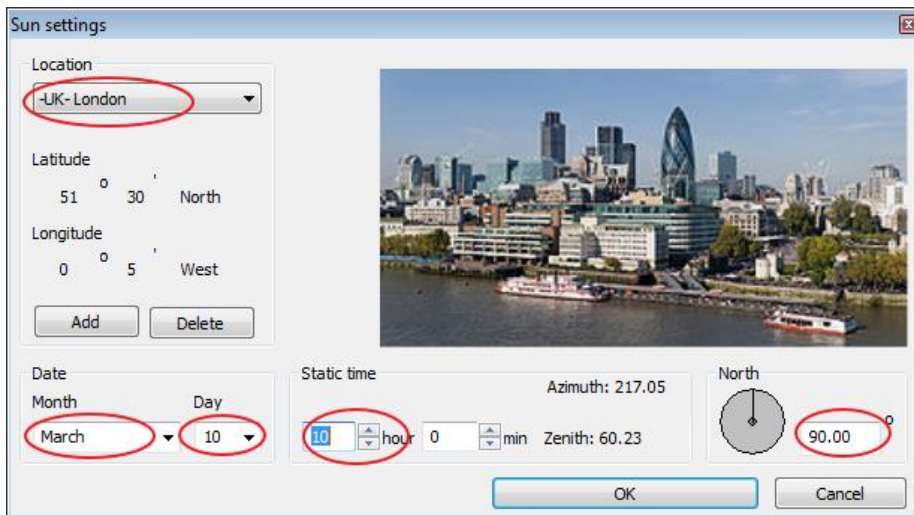 Sun settings
Location
-UK- London
Latitude
51 o 30 ' North
Longitude
0 o 5 ' West
Add Delete
Date
Month Day
March 10
Static time
Azimuth: 217.05
10 hour 0 min Zenith: 60.23
North
90.00 o
OK Cancel